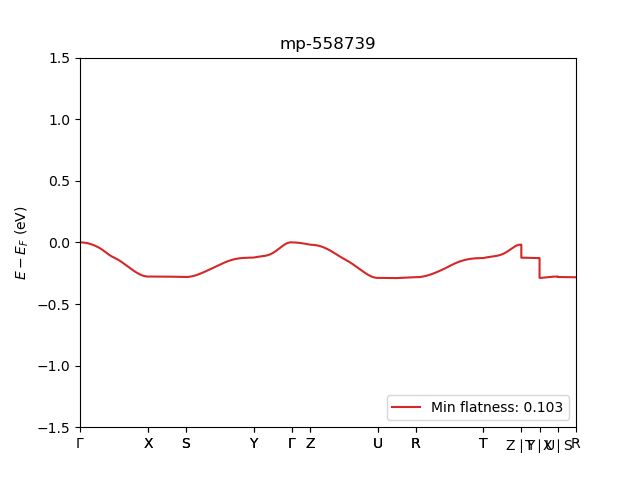 mp-558739
1.5
1.0
0.5
0.0
−0.5
−1.0
−1.5
E − E_F (eV)
Min flatness: 0.103
Γ X S Y Γ Z U R T Z|T Y|X U|S R